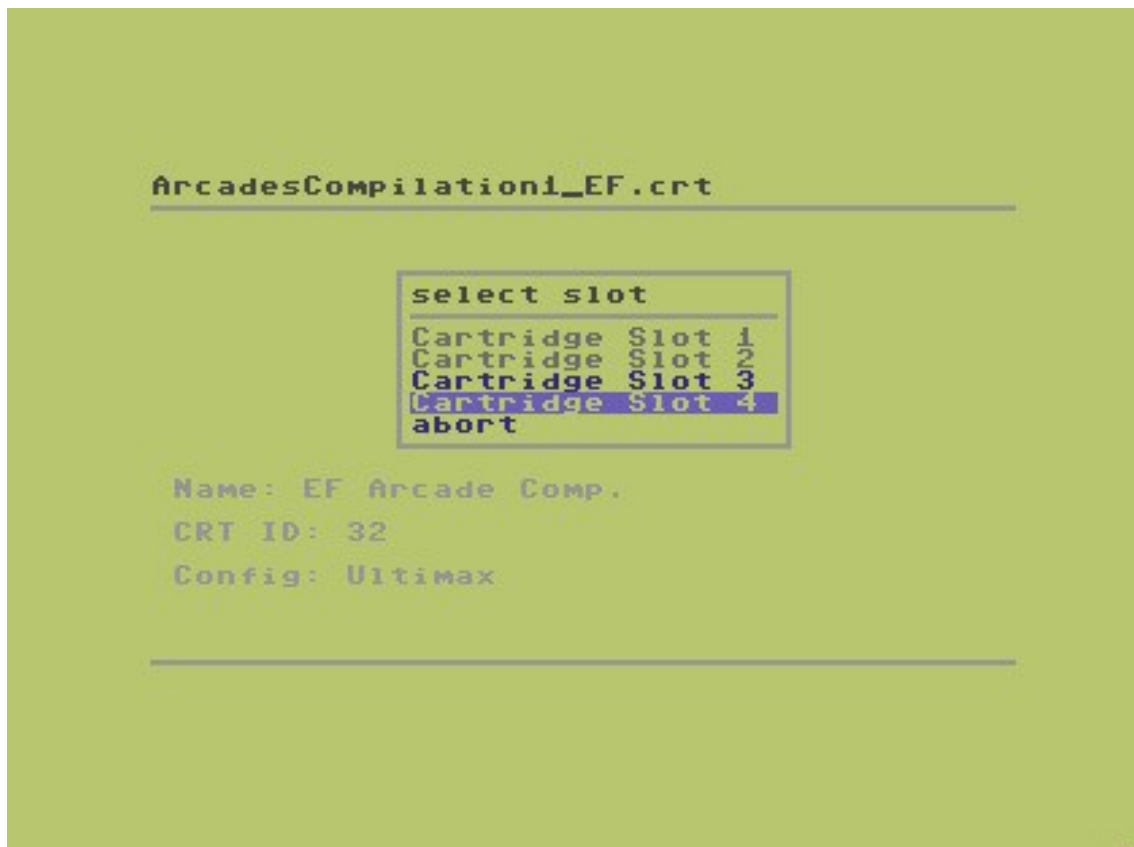 ArcadesCompilation1_EF.crt
select slot
Cartridge Slot 1
Cartridge Slot 2
Cartridge Slot 3
Cartridge Slot 4
abort
Name: EF Arcade Comp.
CRT ID: 32
Config: Ultimax